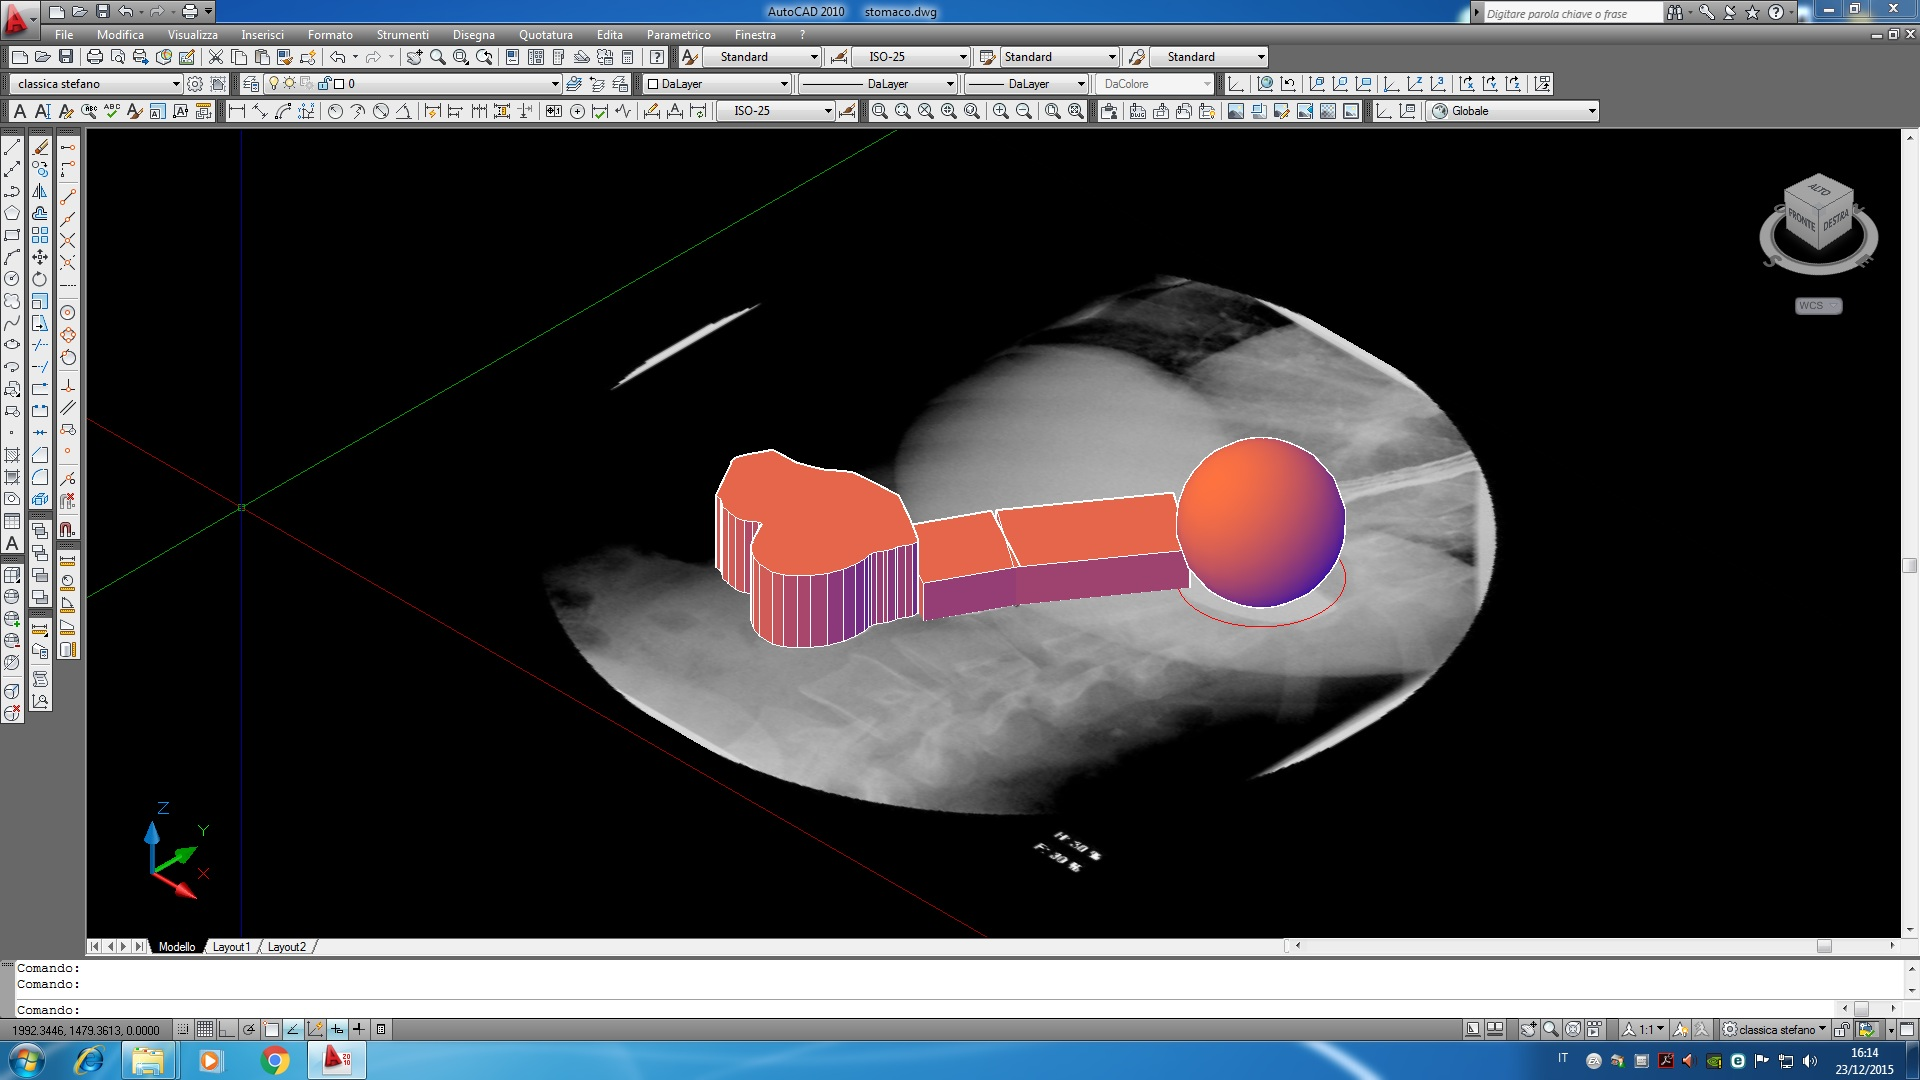 AutoCAD 2010 stomaco.dwg
Digitare parola chiave o frase
File Modifica Visualizza Inserisci Formato Strumenti Disegna Quotatura Edita Parametrico Finestra ?
Standard ISO-25 Standard Standard
classica stefano 0 DaLayer DaLayer DaLayer DaColore
ISO-25 Globale
ALTO
FRONTE DESTRA
WCS
Z
Y
X
H: 30 %
F: 30 %
Modello Layout1 Layout2
Comando:
Comando:
Comando:
1992.3446, 1479.3613, 0.0000 1:1 classica stefano
IT 16:14
23/12/2015